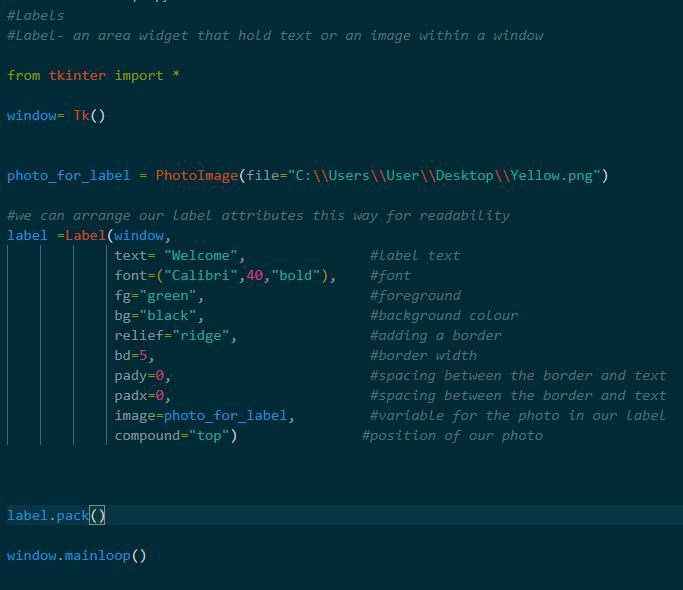 #Labels
#Label- an area widget that hold text or an image within a window
from tkinter import *
window= Tk()
photo_for_label = PhotoImage(file="C:\\Users\\User\\Desktop\\Yellow.png")
#we can arrange our label attributes this way for readability
label =Label(window,
text= "Welcome", #label text
font=("Calibri",40,"bold"), #font
fg="green", #foreground
bg="black", #background colour
relief="ridge", #adding a border
bd=5, #border width
pady=0, #spacing between the border and text
padx=0, #spacing between the border and text
image=photo_for_label, #variable for the photo in our label
compound="top") #position of our photo
label.pack()
window.mainloop()